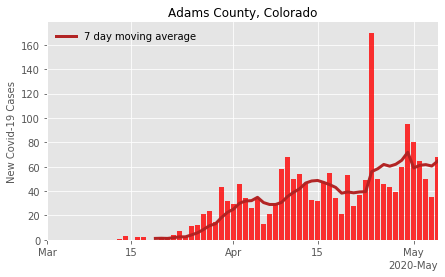 Adams County, Colorado
7 day moving average
New Covid-19 Cases
160
140
120
100
80
60
40
20
0
Mar
15
Apr
15
May
2020-May